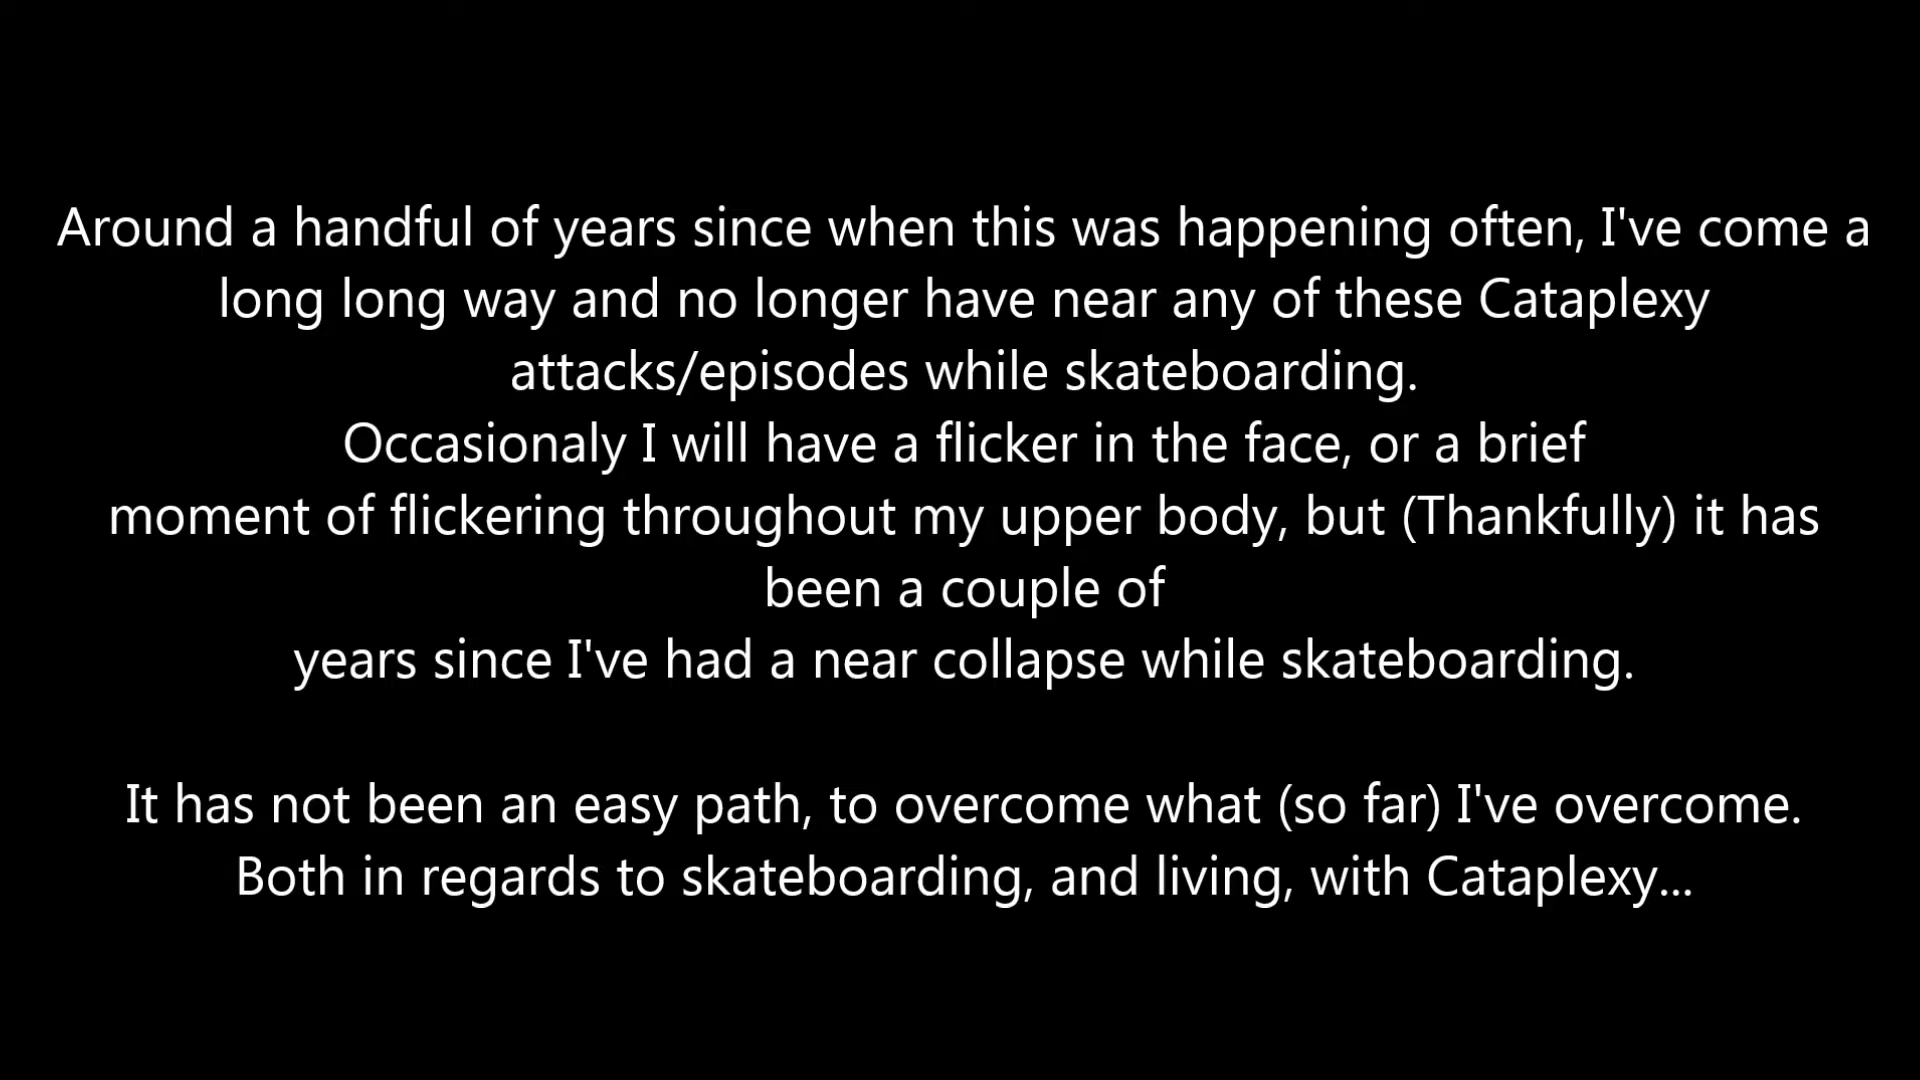 Around a handful of years since when this was happening often, I've come a
long long way and no longer have near any of these Cataplexy
attacks/episodes while skateboarding.
Occasionaly I will have a flicker in the face, or a brief
moment of flickering throughout my upper body, but (Thankfully) it has
been a couple of
years since I've had a near collapse while skateboarding.
It has not been an easy path, to overcome what (so far) I've overcome.
Both in regards to skateboarding, and living, with Cataplexy...